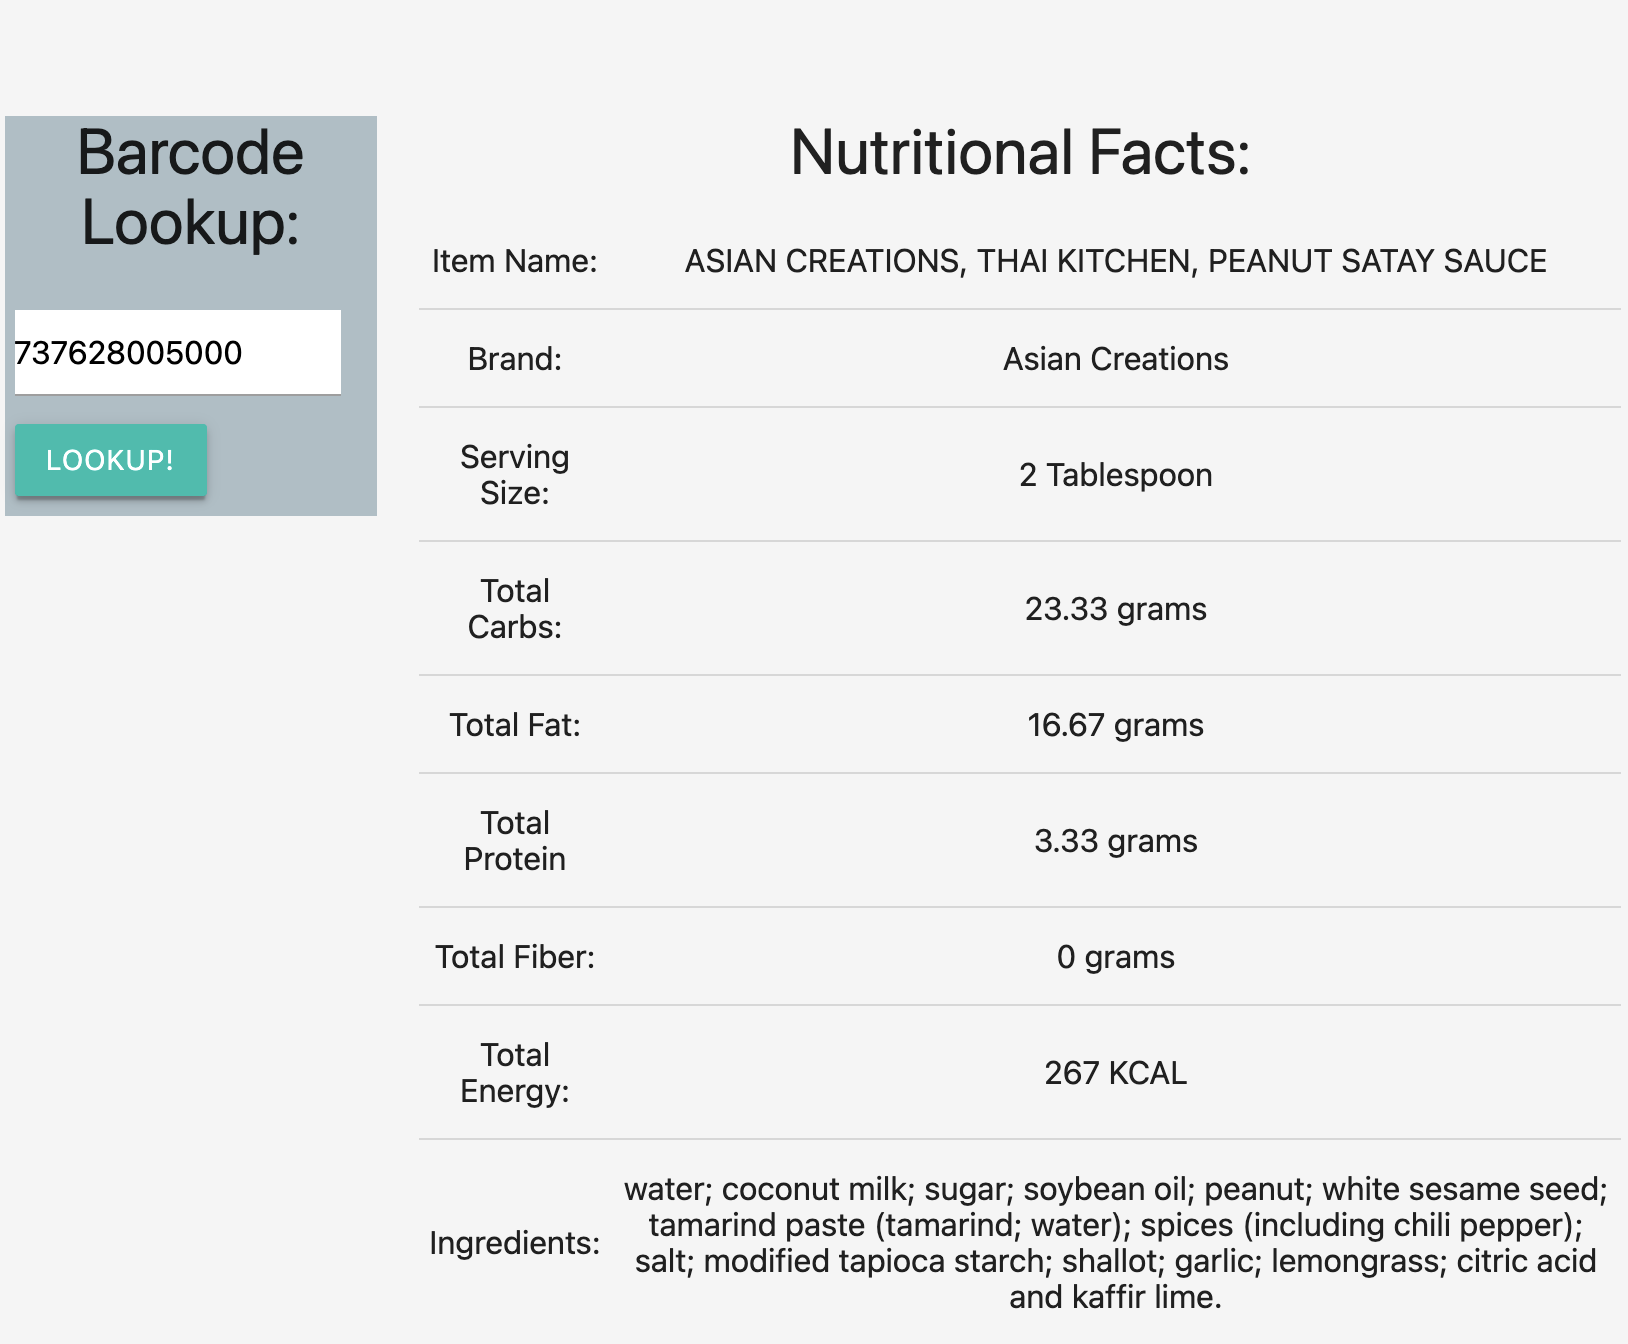 Barcode
Lookup:
737628005000
LOOKUP!
Nutritional Facts:
Item Name: ASIAN CREATIONS, THAI KITCHEN, PEANUT SATAY SAUCE
Brand: Asian Creations
Serving
Size:
2 Tablespoon
Total
Carbs:
23.33 grams
Total Fat: 16.67 grams
Total
Protein
3.33 grams
Total Fiber: 0 grams
Total
Energy:
267 KCAL
Ingredients:
water; coconut milk; sugar; soybean oil; peanut; white sesame seed;
tamarind paste (tamarind; water); spices (including chili pepper);
salt; modified tapioca starch; shallot; garlic; lemongrass; citric acid
and kaffir lime.